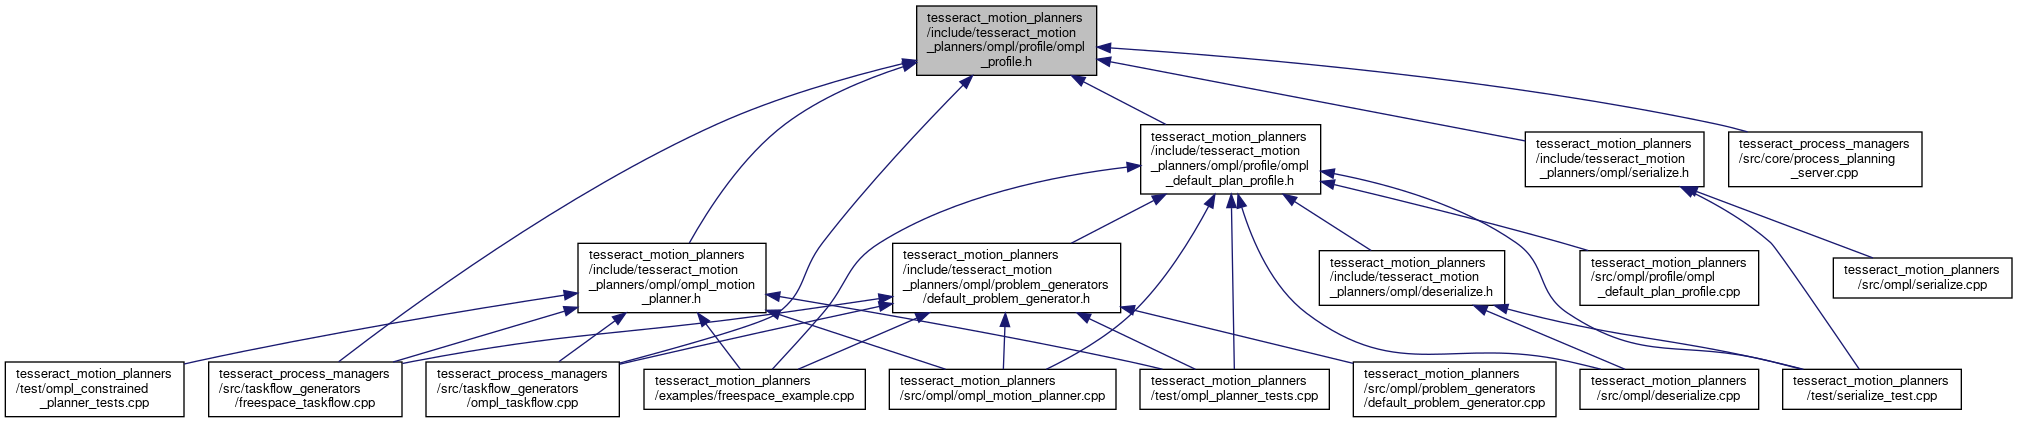 tesseract_motion_planners
/include/tesseract_motion
_planners/ompl/profile/ompl
_profile.h
tesseract_motion_planners
/include/tesseract_motion
_planners/ompl/profile/ompl
_default_plan_profile.h
tesseract_motion_planners
/include/tesseract_motion
_planners/ompl/serialize.h
tesseract_process_managers
/src/core/process_planning
_server.cpp
tesseract_motion_planners
/include/tesseract_motion
_planners/ompl/ompl_motion
_planner.h
tesseract_motion_planners
/include/tesseract_motion
_planners/ompl/problem_generators
/default_problem_generator.h
tesseract_motion_planners
/include/tesseract_motion
_planners/ompl/deserialize.h
tesseract_motion_planners
/src/ompl/profile/ompl
_default_plan_profile.cpp
tesseract_motion_planners
/src/ompl/serialize.cpp
tesseract_motion_planners
/test/ompl_constrained
_planner_tests.cpp
tesseract_process_managers
/src/taskflow_generators
/freespace_taskflow.cpp
tesseract_process_managers
/src/taskflow_generators
/ompl_taskflow.cpp
tesseract_motion_planners
/examples/freespace_example.cpp
tesseract_motion_planners
/src/ompl/ompl_motion_planner.cpp
tesseract_motion_planners
/test/ompl_planner_tests.cpp
tesseract_motion_planners
/src/ompl/problem_generators
/default_problem_generator.cpp
tesseract_motion_planners
/src/ompl/deserialize.cpp
tesseract_motion_planners
/test/serialize_test.cpp